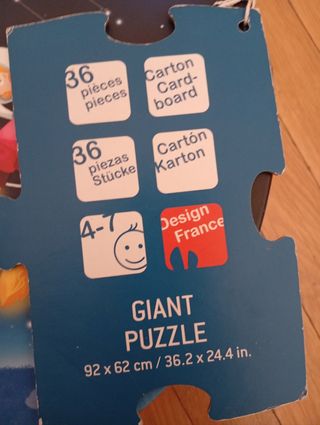 36
pièces
pieces
Carton
Card-
board
36
piezas
Stücke
Cartón
Karton
4-7
Design
France
GIANT
PUZZLE
92 x 62 cm / 36.2 x 24.4 in.